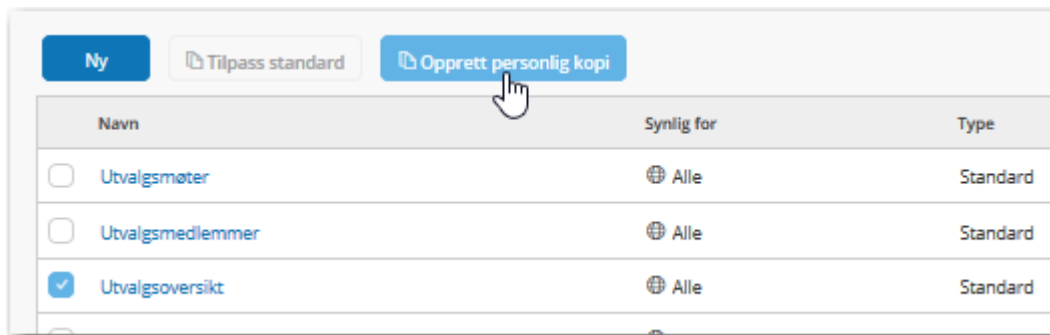 Ny Tilpass standard Opprett personlig kopi
Navn Synlig for Type
Utvalgsmøter Alle Standard
Utvalgsmedlemmer Alle Standard
Utvalgsoversikt Alle Standard